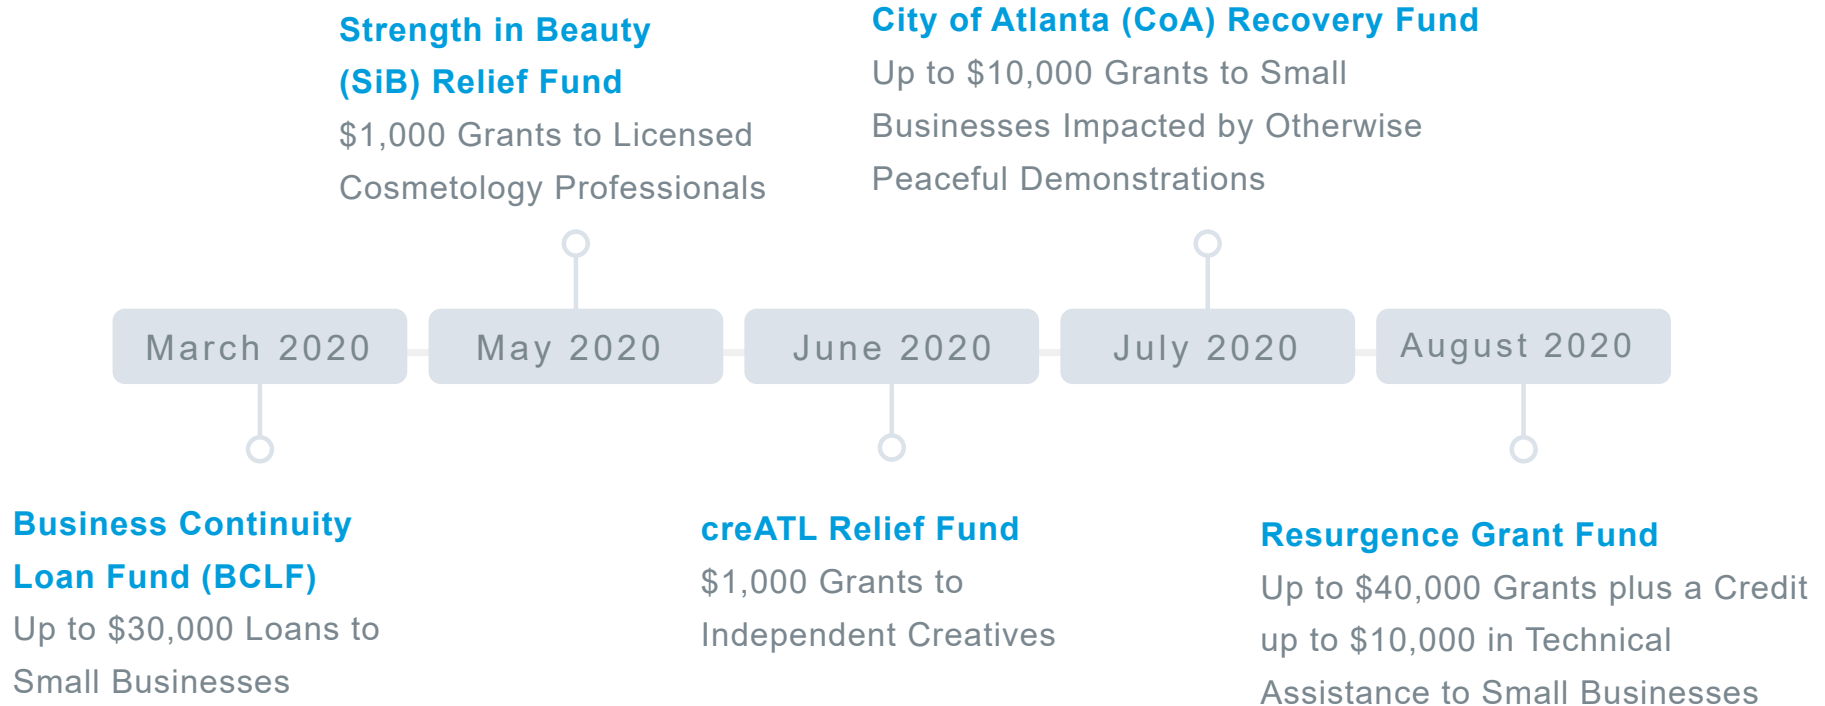 Strength in Beauty
(SiB) Relief Fund
$1,000 Grants to Licensed
Cosmetology Professionals
City of Atlanta (CoA) Recovery Fund
Up to $10,000 Grants to Small
Businesses Impacted by Otherwise
Peaceful Demonstrations
March 2020
May 2020
June 2020
July 2020
August 2020
Business Continuity
Loan Fund (BCLF)
Up to $30,000 Loans to
Small Businesses
creATL Relief Fund
$1,000 Grants to
Independent Creatives
Resurgence Grant Fund
Up to $40,000 Grants plus a Credit
up to $10,000 in Technical
Assistance to Small Businesses